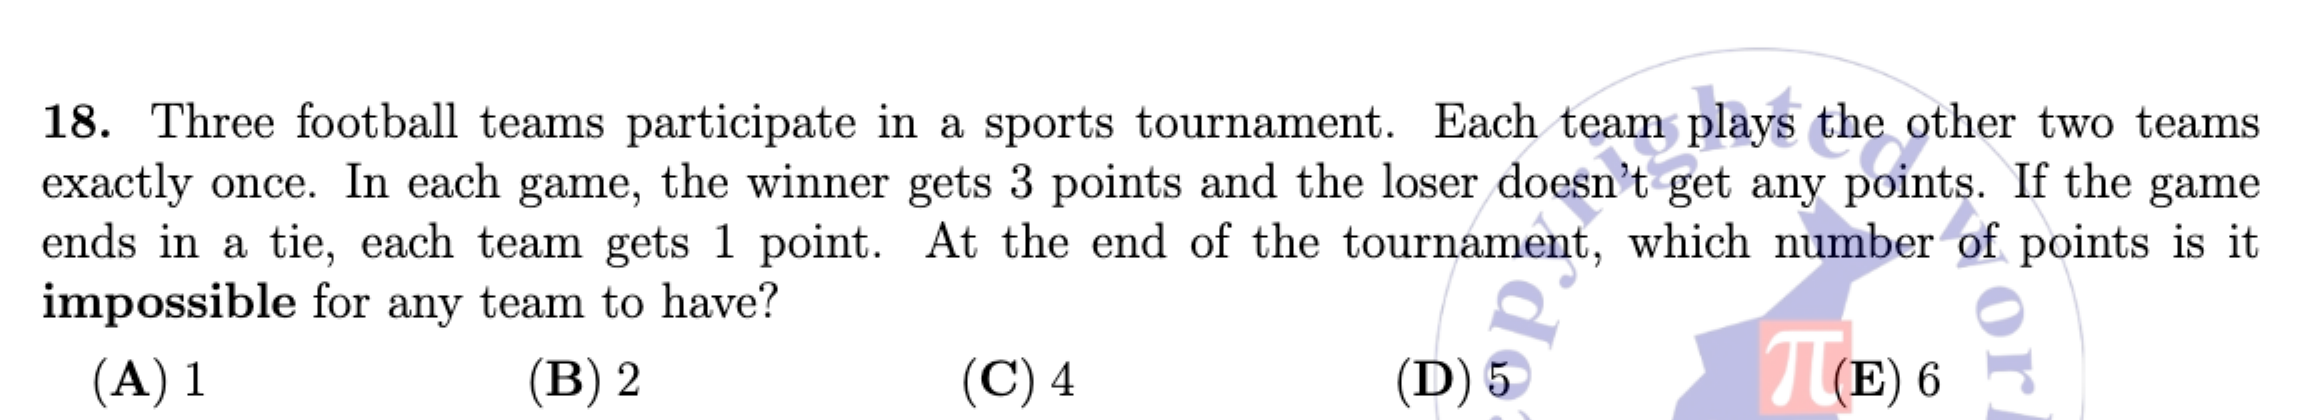 18. Three football teams participate in a sports tournament. Each team plays the other two teams
exactly once. In each game, the winner gets 3 points and the loser doesn't get any points. If the game
ends in a tie, each team gets 1 point. At the end of the tournament, which number of points is it
impossible for any team to have?
(A) 1 (B) 2 (C) 4 (D) 5 (E) 6
π